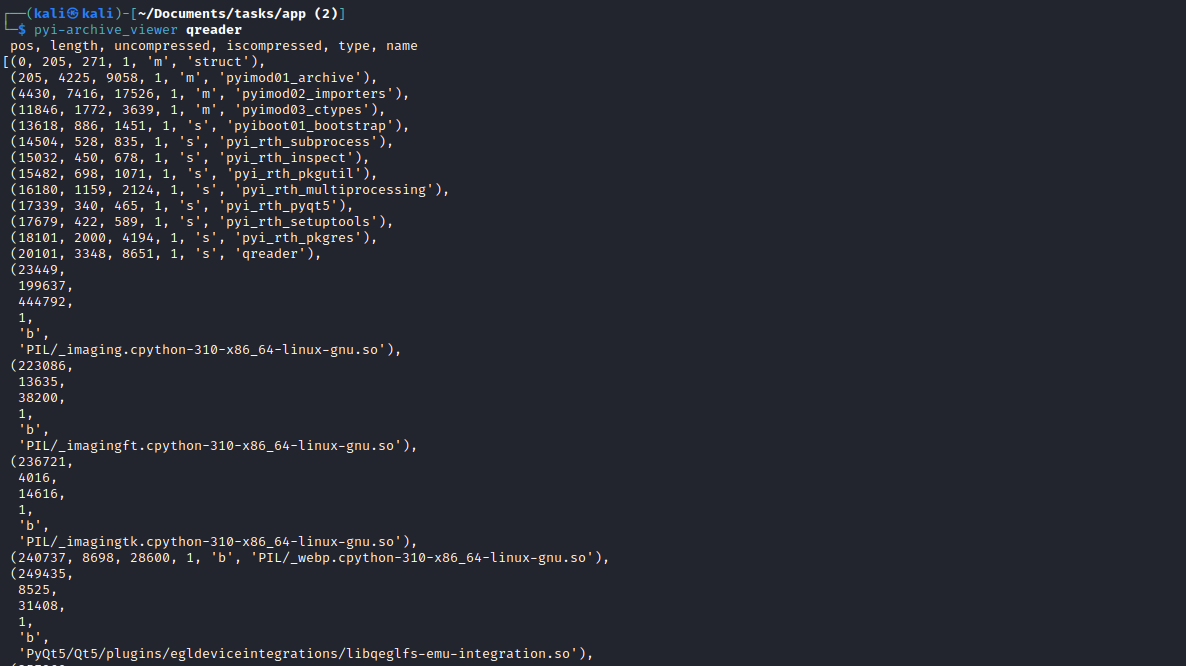 ┌──(kali㉿kali)-[~/Documents/tasks/app (2)]
└─$ pyi-archive_viewer qreader
 pos, length, uncompressed, iscompressed, type, name
[(0, 205, 271, 1, 'm', 'struct'),
 (205, 4225, 9058, 1, 'm', 'pyimod01_archive'),
 (4430, 7416, 17526, 1, 'm', 'pyimod02_importers'),
 (11846, 1772, 3639, 1, 'm', 'pyimod03_ctypes'),
 (13618, 886, 1451, 1, 's', 'pyiboot01_bootstrap'),
 (14504, 528, 835, 1, 's', 'pyi_rth_subprocess'),
 (15032, 450, 678, 1, 's', 'pyi_rth_inspect'),
 (15482, 698, 1071, 1, 's', 'pyi_rth_pkgutil'),
 (16180, 1159, 2124, 1, 's', 'pyi_rth_multiprocessing'),
 (17339, 340, 465, 1, 's', 'pyi_rth_pyqt5'),
 (17679, 422, 589, 1, 's', 'pyi_rth_setuptools'),
 (18101, 2000, 4194, 1, 's', 'pyi_rth_pkgres'),
 (20101, 3348, 8651, 1, 's', 'qreader'),
 (23449,
  199637,
  444792,
  1,
  'b',
  'PIL/_imaging.cpython-310-x86_64-linux-gnu.so'),
 (223086,
  13635,
  38200,
  1,
  'b',
  'PIL/_imagingft.cpython-310-x86_64-linux-gnu.so'),
 (236721,
  4016,
  14616,
  1,
  'b',
  'PIL/_imagingtk.cpython-310-x86_64-linux-gnu.so'),
 (240737, 8698, 28600, 1, 'b', 'PIL/_webp.cpython-310-x86_64-linux-gnu.so'),
 (249435,
  8525,
  31408,
  1,
  'b',
  'PyQt5/Qt5/plugins/egldeviceintegrations/libqeglfs-emu-integration.so'),